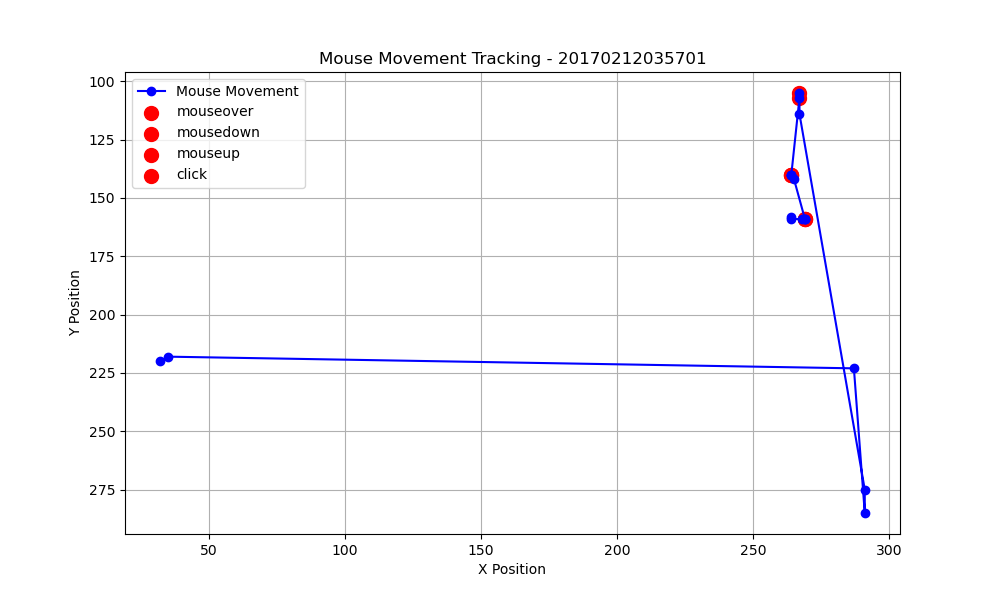 Mouse Movement Tracking - 20170212035701
Mouse Movement
mouseover
mousedown
mouseup
click
Y Position
100
125
150
175
200
225
250
275
50
100
150
200
250
300
X Position